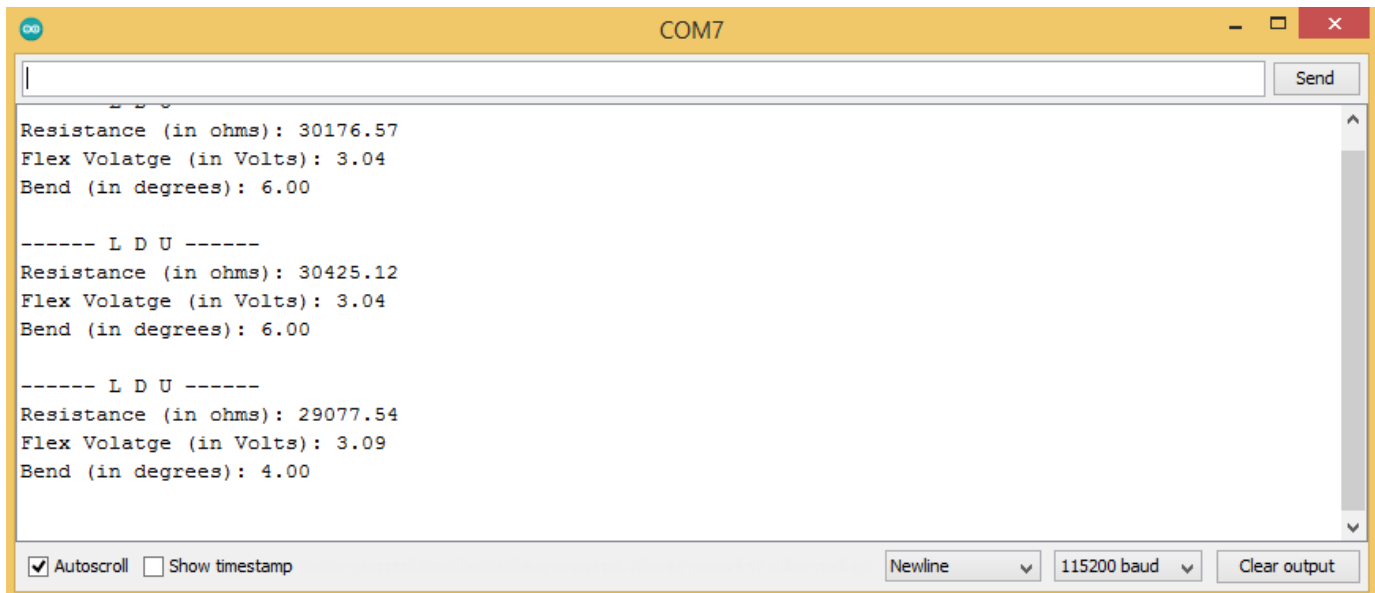 COM7
Send
L D U
Resistance (in ohms): 30176.57
Flex Volatge (in Volts): 3.04
Bend (in degrees): 6.00
------ L D U ------
Resistance (in ohms): 30425.12
Flex Volatge (in Volts): 3.04
Bend (in degrees): 6.00
------ L D U ------
Resistance (in ohms): 29077.54
Flex Volatge (in Volts): 3.09
Bend (in degrees): 4.00
Autoscroll Show timestamp Newline 115200 baud Clear output